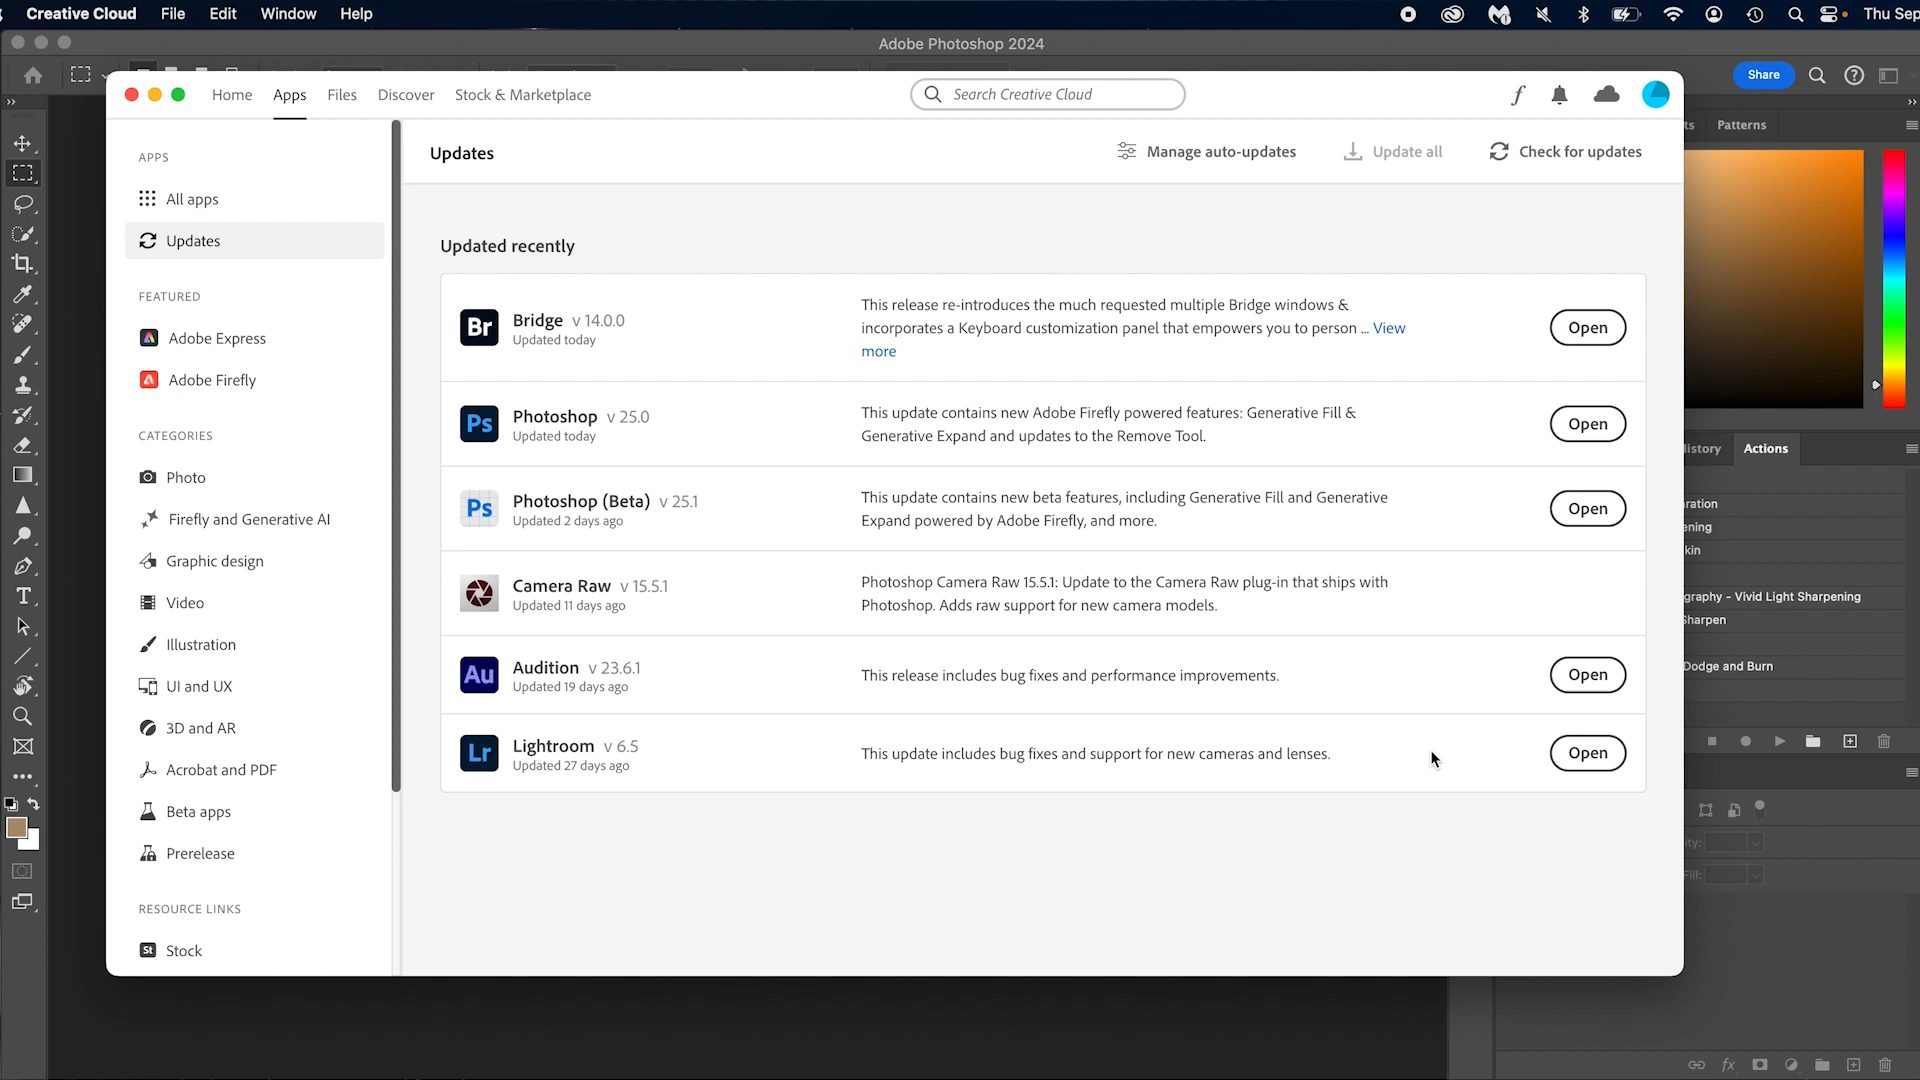 Creative Cloud File Edit Window Help Thu Sep
Adobe Photoshop 2024
Share
Home Apps Files Discover Stock & Marketplace Search Creative Cloud
Patterns
APPS
All apps
Updates
FEATURED
Adobe Express
Adobe Firefly
CATEGORIES
Photo
Firefly and Generative AI
Graphic design
Video
Illustration
UI and UX
3D and AR
Acrobat and PDF
Beta apps
Prerelease
RESOURCE LINKS
St Stock
Updates Manage auto-updates Update all Check for updates
Updated recently
Br Bridge v 14.0.0
Updated today
This release re-introduces the much requested multiple Bridge windows &
incorporates a Keyboard customization panel that empowers you to person ... View
more
Open
Ps Photoshop v 25.0
Updated today
This update contains new Adobe Firefly powered features: Generative Fill &
Generative Expand and updates to the Remove Tool.
Open
Ps Photoshop (Beta) v 25.1
Updated 2 days ago
This update contains new beta features, including Generative Fill and Generative
Expand powered by Adobe Firefly, and more.
Open
Camera Raw v 15.5.1
Updated 11 days ago
Photoshop Camera Raw 15.5.1: Update to the Camera Raw plug-in that ships with
Photoshop. Adds raw support for new camera models.
Au Audition v 23.6.1
Updated 19 days ago
This release includes bug fixes and performance improvements.
Open
Lr Lightroom v 6.5
Updated 27 days ago
This update includes bug fixes and support for new cameras and lenses.
Open
ts
istory Actions
ration
ening
kin
graphy - Vivid Light Sharpening
Sharpen
Dodge and Burn
ity:
Fill:
fx